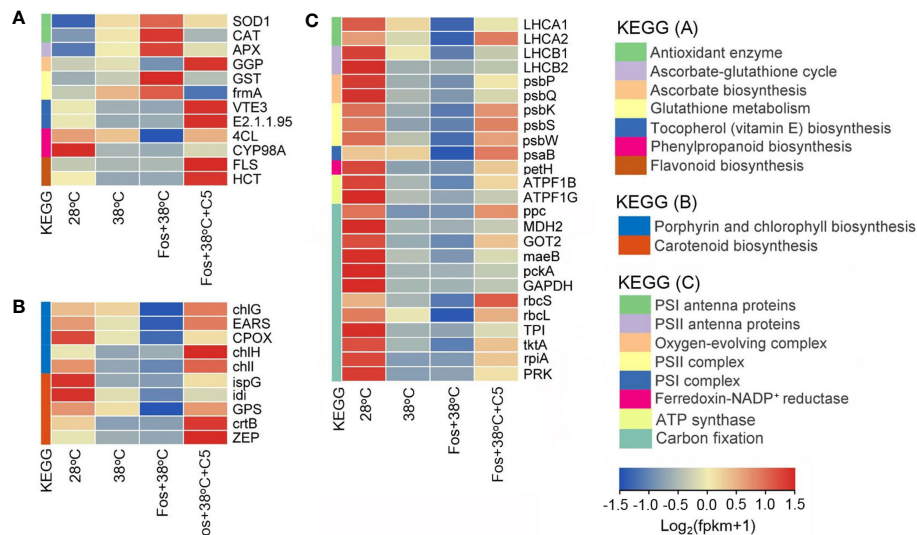 A
SOD1
CAT
APX
GGP
GST
frmA
VTE3
E2.1.1.95
4CL
CYP98A
FLS
HCT
KEGG
28°C
38°C
Fos+38°C
Fos+38°C+C5
B
chlG
EARS
CPOX
chlH
chlI
ispG
idi
GPS
crtB
ZEP
KEGG
28°C
38°C
Fos+38°C
Fos+38°C+C5
C
LHCA1
LHCA2
LHCB1
LHCB2
psbP
psbQ
psbK
psbS
psbW
psaB
petH
ATPF1B
ATPF1G
ppc
MDH2
GOT2
maeB
pckA
GAPDH
rbcS
rbcL
TPI
tktA
rpiA
PRK
KEGG
28°C
38°C
Fos+38°C
Fos+38°C+C5
KEGG (A)
Antioxidant enzyme
Ascorbate-glutathione cycle
Ascorbate biosynthesis
Glutathione metabolism
Tocopherol (vitamin E) biosynthesis
Phenylpropanoid biosynthesis
Flavonoid biosynthesis
KEGG (B)
Porphyrin and chlorophyll biosynthesis
Carotenoid biosynthesis
KEGG (C)
PSI antenna proteins
PSII antenna proteins
Oxygen-evolving complex
PSII complex
PSI complex
Ferredoxin-NADP⁺ reductase
ATP synthase
Carbon fixation
-1.5 -1.0 -0.5 0.0 0.5 1.0 1.5
Log₂(fpkm+1)